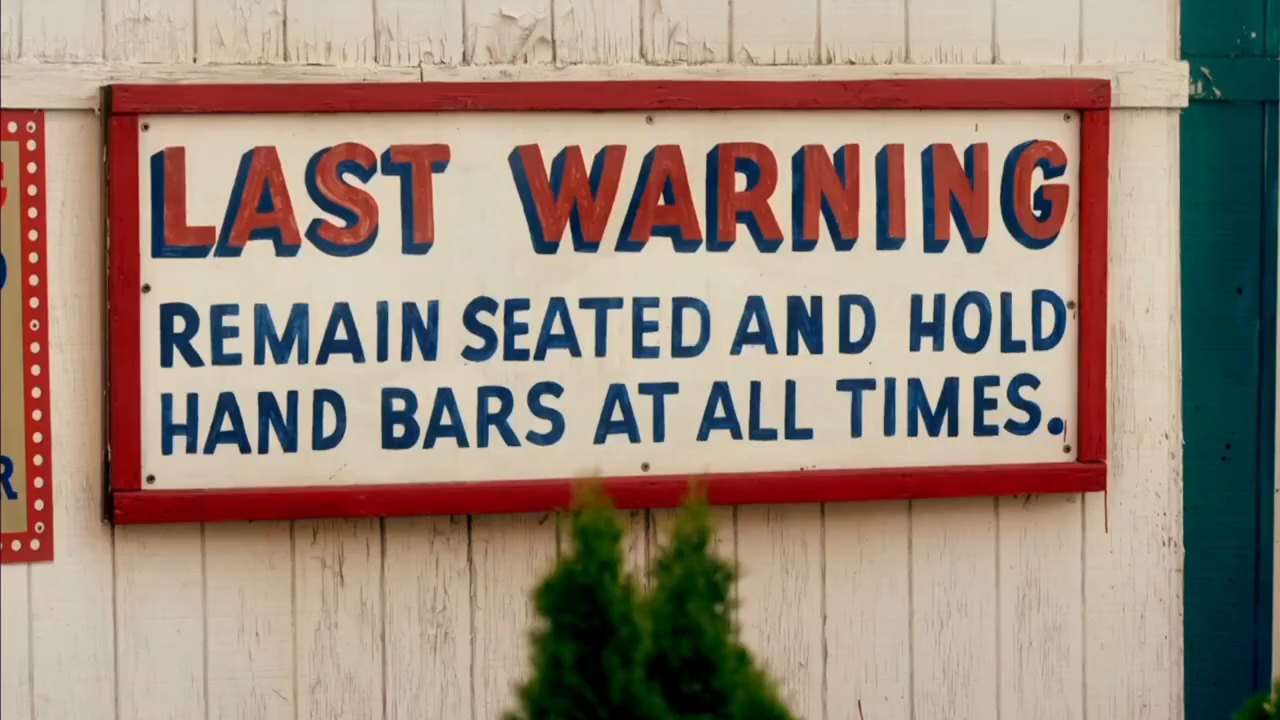 LAST WARNING
REMAIN SEATED AND HOLD
HAND BARS AT ALL TIMES.